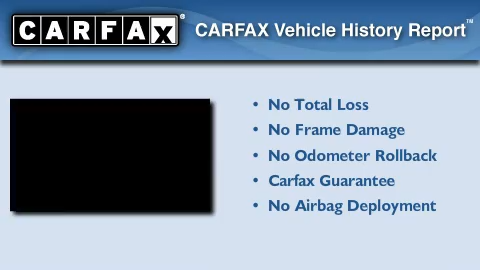 CARFAX® CARFAX Vehicle History Report™
• No Total Loss
• No Frame Damage
• No Odometer Rollback
• Carfax Guarantee
• No Airbag Deployment